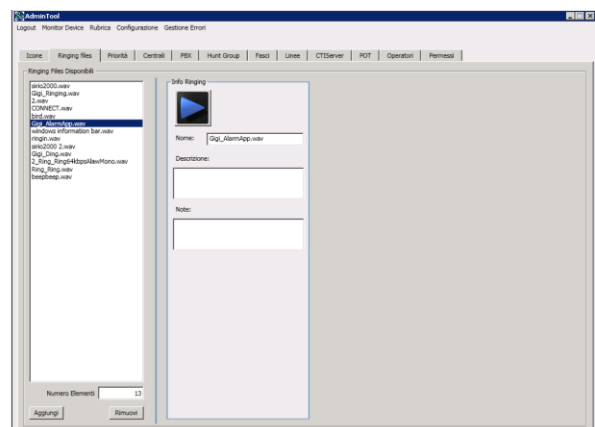 AdminTool
Logout Monitor Device Rubrica Configurazione Gestione Errori
Icone Ringing files Priorità Centrali PBX Hunt Group Fasci Linee CTIServer POT Operatori Permessi
Ringing Files Disponibili
sirio2000.wav
Gigi_Ringing.wav
2.wav
CONNECT.wav
bird.wav
Gigi_AlarmApp.wav
windows information bar.wav
ringin.wav
sirio2000 2.wav
Gigi_Ding.wav
2_Ring_Ring64kbpsAlawMono.wav
Ring_Ring.wav
beepbeep.wav
Numero Elementi 13
Aggiungi Rimuovi
Info Ringing
Nome: Gigi_AlarmApp.wav
Descrizione:
Note: